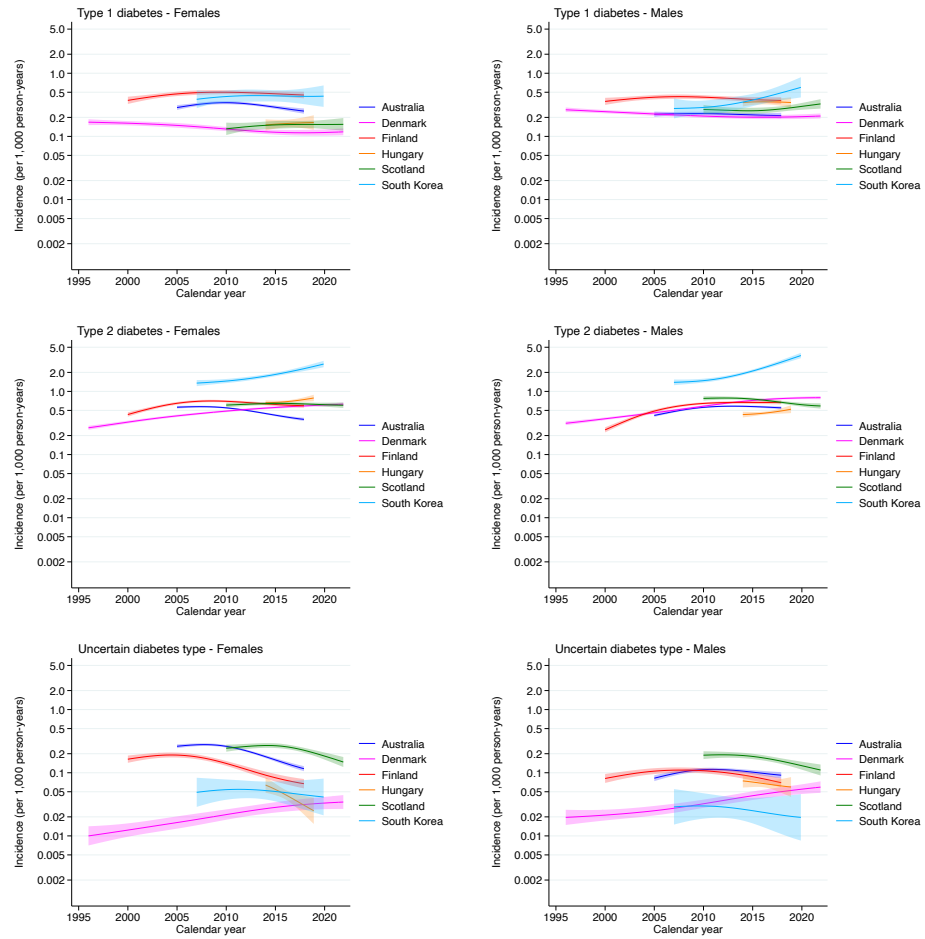 Type 1 diabetes - Females
Incidence (per 1,000 person-years)
5.0
2.0
1.0
0.5
0.2
0.1
0.05
0.02
0.01
0.005
0.002
1995 2000 2005 2010 2015 2020
Calendar year
Australia
Denmark
Finland
Hungary
Scotland
South Korea
Type 1 diabetes - Males
Incidence (per 1,000 person-years)
5.0
2.0
1.0
0.5
0.2
0.1
0.05
0.02
0.01
0.005
0.002
1995 2000 2005 2010 2015 2020
Calendar year
Australia
Denmark
Finland
Hungary
Scotland
South Korea
Type 2 diabetes - Females
Incidence (per 1,000 person-years)
5.0
2.0
1.0
0.5
0.2
0.1
0.05
0.02
0.01
0.005
0.002
1995 2000 2005 2010 2015 2020
Calendar year
Australia
Denmark
Finland
Hungary
Scotland
South Korea
Type 2 diabetes - Males
Incidence (per 1,000 person-years)
5.0
2.0
1.0
0.5
0.2
0.1
0.05
0.02
0.01
0.005
0.002
1995 2000 2005 2010 2015 2020
Calendar year
Australia
Denmark
Finland
Hungary
Scotland
South Korea
Uncertain diabetes type - Females
Incidence (per 1,000 person-years)
5.0
2.0
1.0
0.5
0.2
0.1
0.05
0.02
0.01
0.005
0.002
1995 2000 2005 2010 2015 2020
Calendar year
Australia
Denmark
Finland
Hungary
Scotland
South Korea
Uncertain diabetes type - Males
Incidence (per 1,000 person-years)
5.0
2.0
1.0
0.5
0.2
0.1
0.05
0.02
0.01
0.005
0.002
1995 2000 2005 2010 2015 2020
Calendar year
Australia
Denmark
Finland
Hungary
Scotland
South Korea